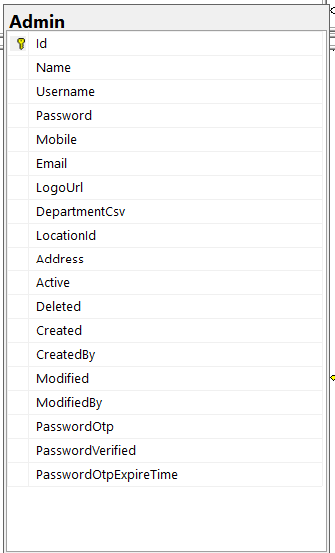 Admin
Id
Name
Username
Password
Mobile
Email
LogoUrl
DepartmentCsv
LocationId
Address
Active
Deleted
Created
CreatedBy
Modified
ModifiedBy
PasswordOtp
PasswordVerified
PasswordOtpExpireTime